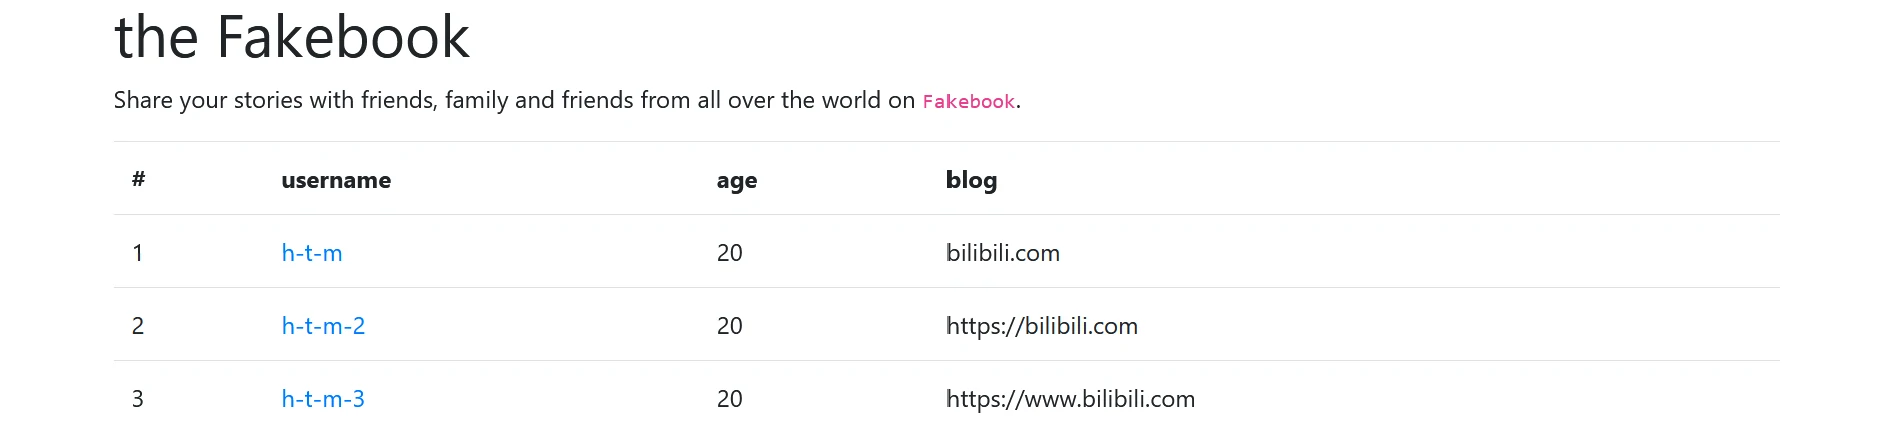 the Fakebook
Share your stories with friends, family and friends from all over the world on Fakebook.
# username age blog
1 h-t-m 20 bilibili.com
2 h-t-m-2 20 https://bilibili.com
3 h-t-m-3 20 https://www.bilibili.com